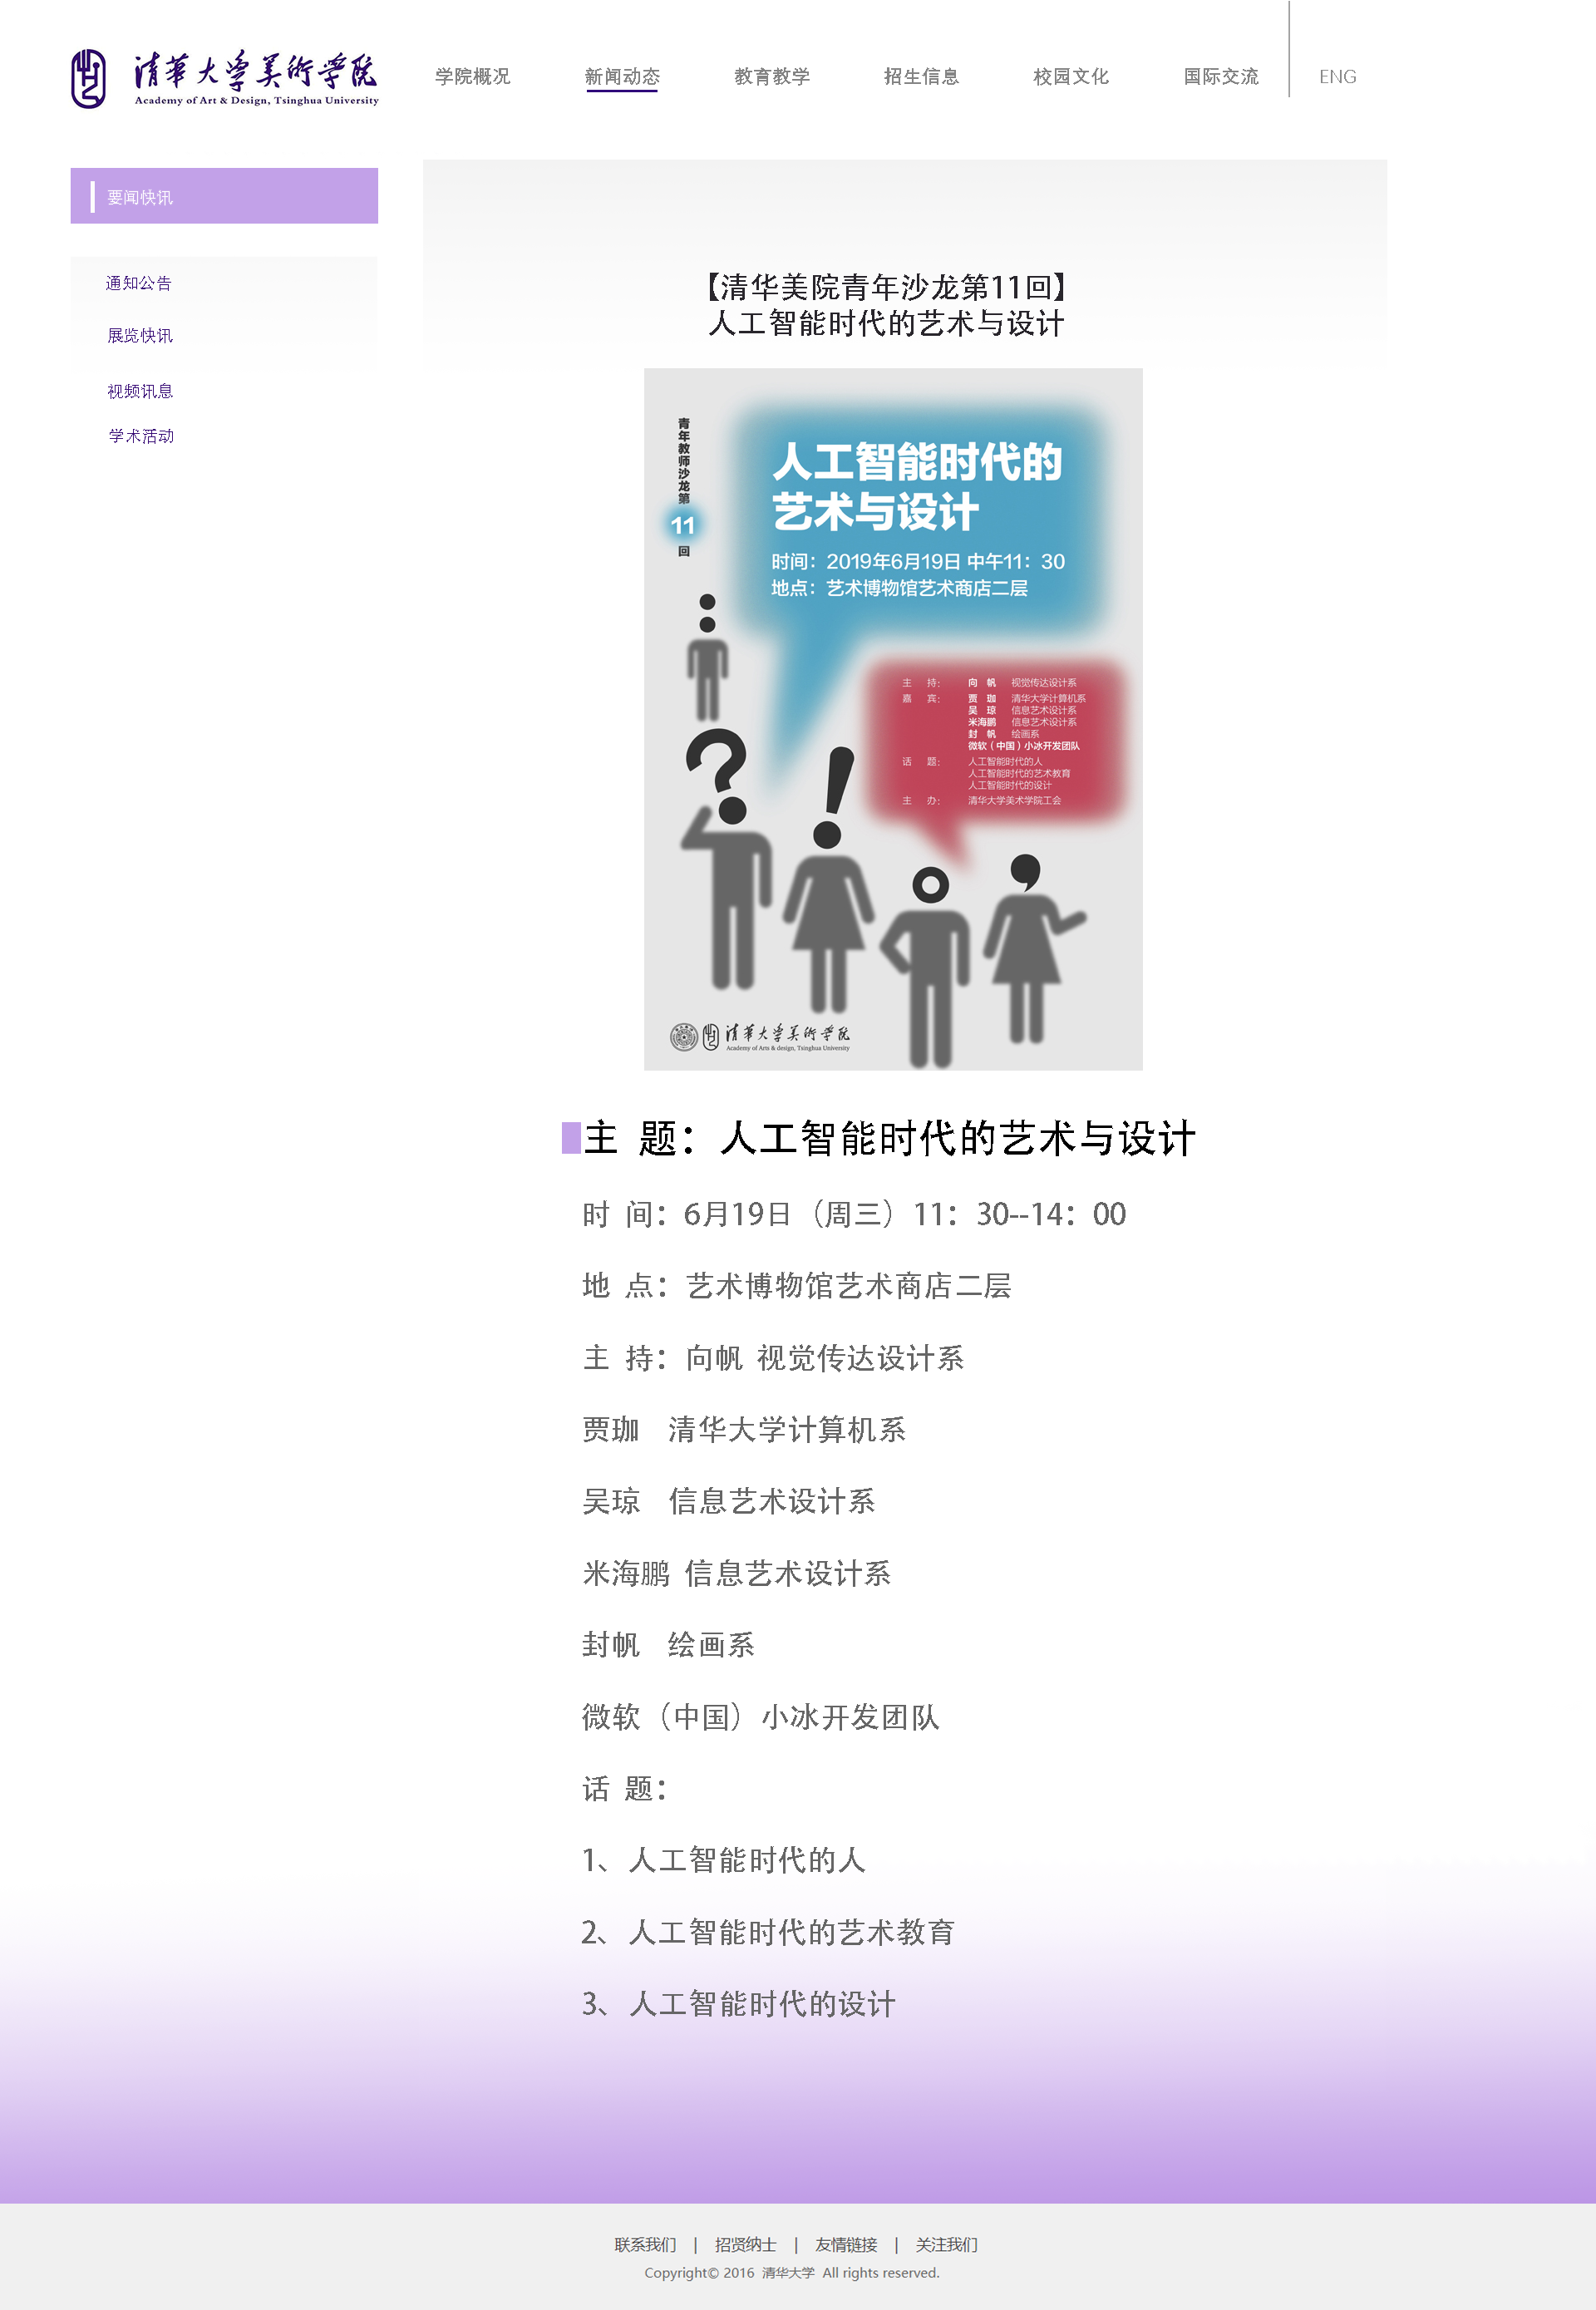 清華大学美術学院
Academy of Art & Design, Tsinghua University
学院概况 新闻动态 教育教学 招生信息 校园文化 国际交流 ENG
要闻快讯
通知公告
展览快讯
视频讯息
学术活动
【清华美院青年沙龙第11回】
人工智能时代的艺术与设计
青年教师沙龙第
11
回
人工智能时代的
艺术与设计
时间：2019年6月19日 中午11：30
地点：艺术博物馆艺术商店二层
主 持： 向 帆 视觉传达设计系
嘉 宾： 贾 珈 清华大学计算机系
吴 琼 信息艺术设计系
米海鹏 信息艺术设计系
封 帆 绘画系
微软（中国）小冰开发团队
话 题： 人工智能时代的人
人工智能时代的艺术教育
人工智能时代的设计
主 办： 清华大学美术学院工会
清華大学美術学院
Academy of Arts & design, Tsinghua University
主 题：人工智能时代的艺术与设计
时 间：6月19日（周三）11：30--14：00
地 点：艺术博物馆艺术商店二层
主 持：向帆 视觉传达设计系
贾珈 清华大学计算机系
吴琼 信息艺术设计系
米海鹏 信息艺术设计系
封帆 绘画系
微软（中国）小冰开发团队
话 题：
1、人工智能时代的人
2、人工智能时代的艺术教育
3、人工智能时代的设计
联系我们 | 招贤纳士 | 友情链接 | 关注我们
Copyright© 2016 清华大学 All rights reserved.